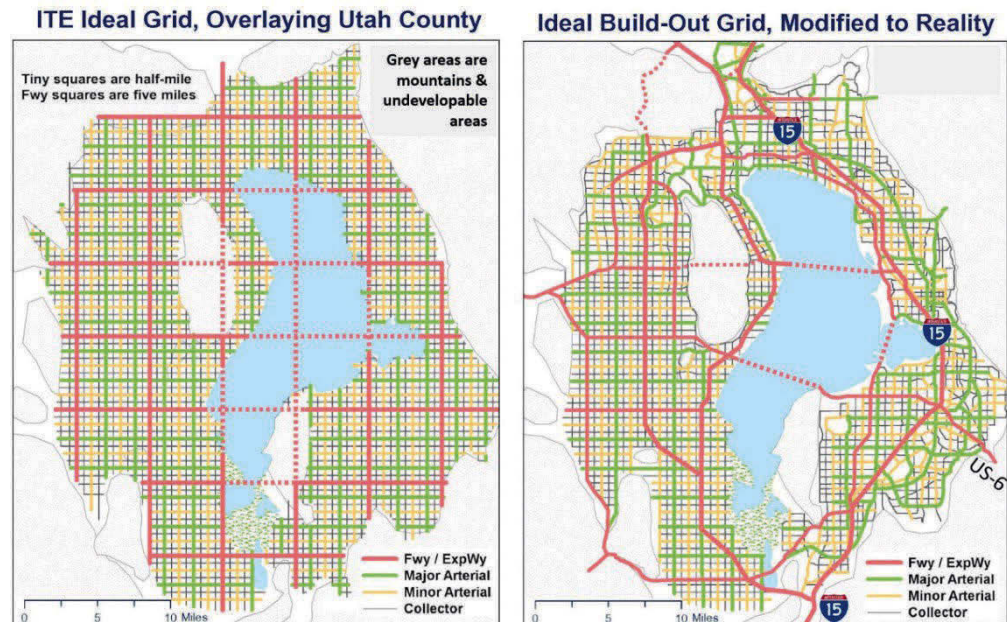 ITE Ideal Grid, Overlaying Utah County
Tiny squares are half-mile
Fwy squares are five miles
Grey areas are
mountains &
undevelopable
areas
Fwy / ExpWy
Major Arterial
Minor Arterial
Collector
5
10 Miles
Ideal Build-Out Grid, Modified to Reality
15
15
US-6
Fwy / ExpWy
Major Arterial
Minor Arterial
Collector
5
10 Miles
15